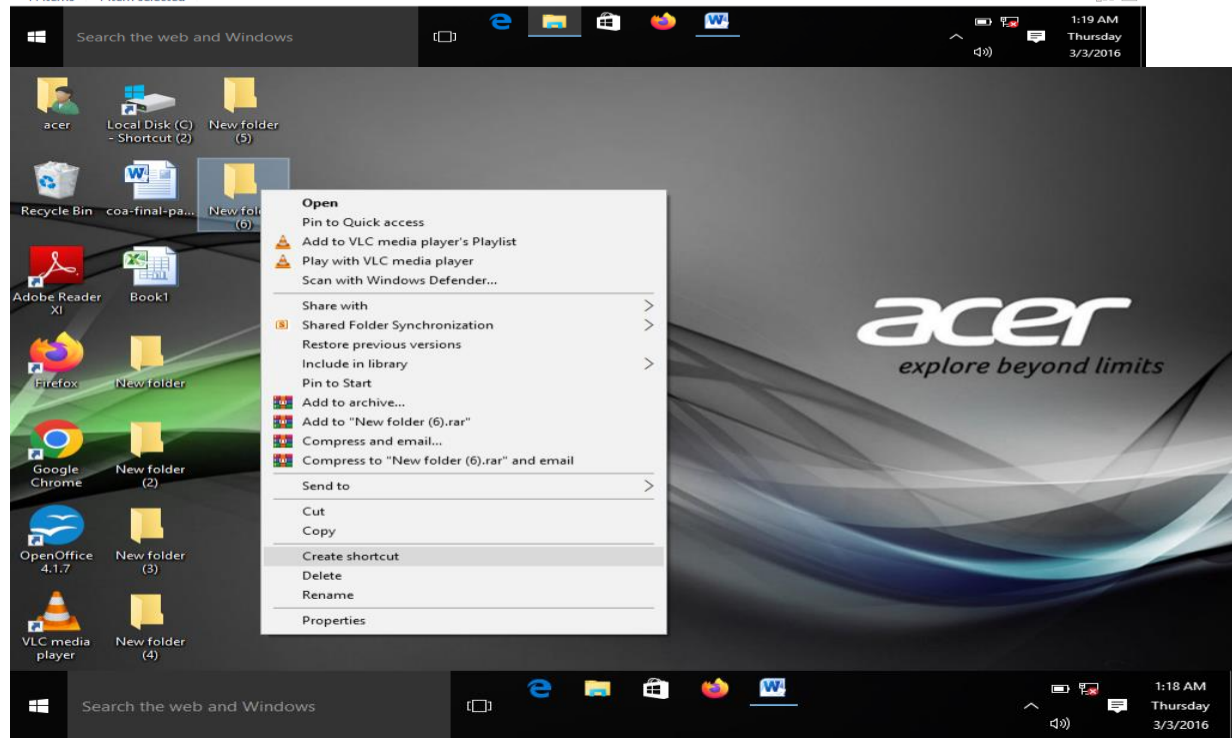 Search the web and Windows
1:19 AM
Thursday
3/3/2016
acer
Local Disk (C)
- Shortcut (2)
New folder
(5)
Recycle Bin
coa-final-pa...
(6)
Adobe Reader
XI
Book1
Firefox
New folder
Google
Chrome
New folder
(2)
OpenOffice
4.1.7
New folder
(3)
VLC media
player
New folder
(4)
Open
Pin to Quick access
Add to VLC media player's Playlist
Play with VLC media player
Scan with Windows Defender...
Share with
Shared Folder Synchronization
Restore previous versions
Include in library
Pin to Start
Add to archive...
Add to "New folder (6).rar"
Compress and email...
Compress to "New folder (6).rar" and email
Send to
Cut
Copy
Create shortcut
Delete
Rename
Properties
acer
explore beyond limits
Search the web and Windows
1:18 AM
Thursday
3/3/2016